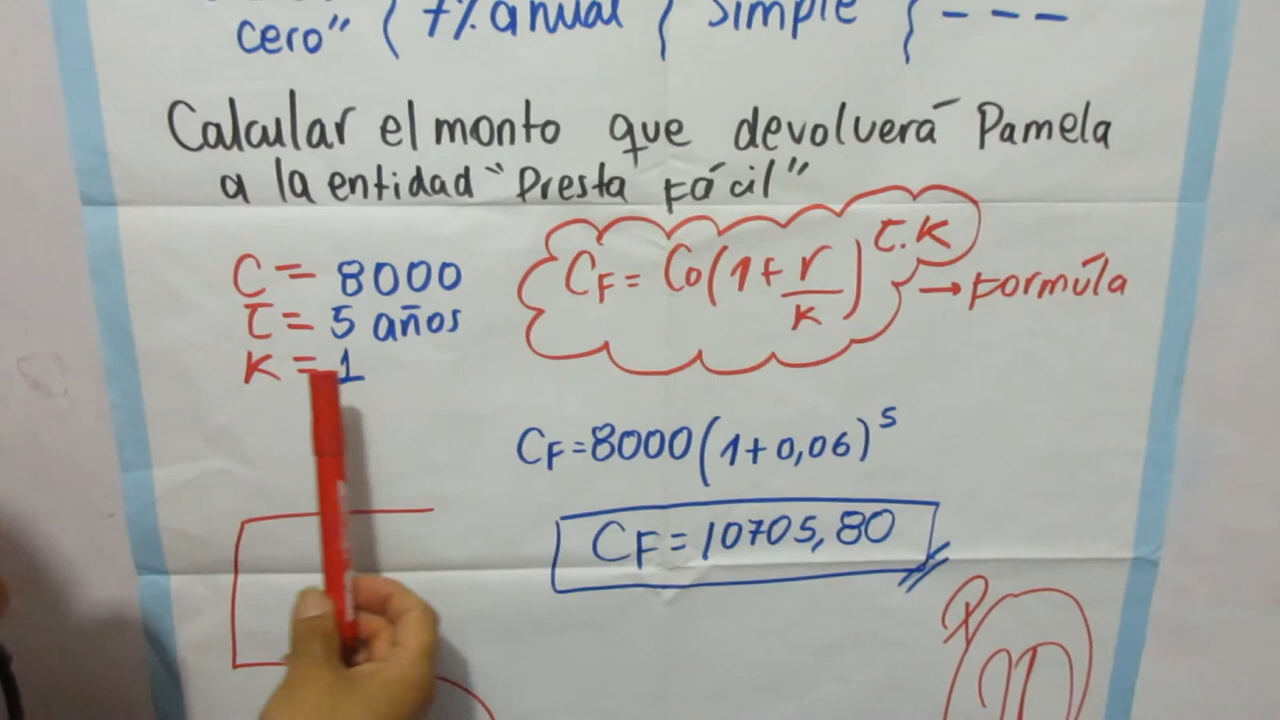 cero" 7% anual simple ---
Calcular el monto que devolverá Pamela
a la entidad "Presta Fácil"
C = 8000
T = 5 años
K = 1
CF = Co(1 + r/K)^T.K → Formúla
CF = 8000(1+0,06)^5
CF = 10705,80